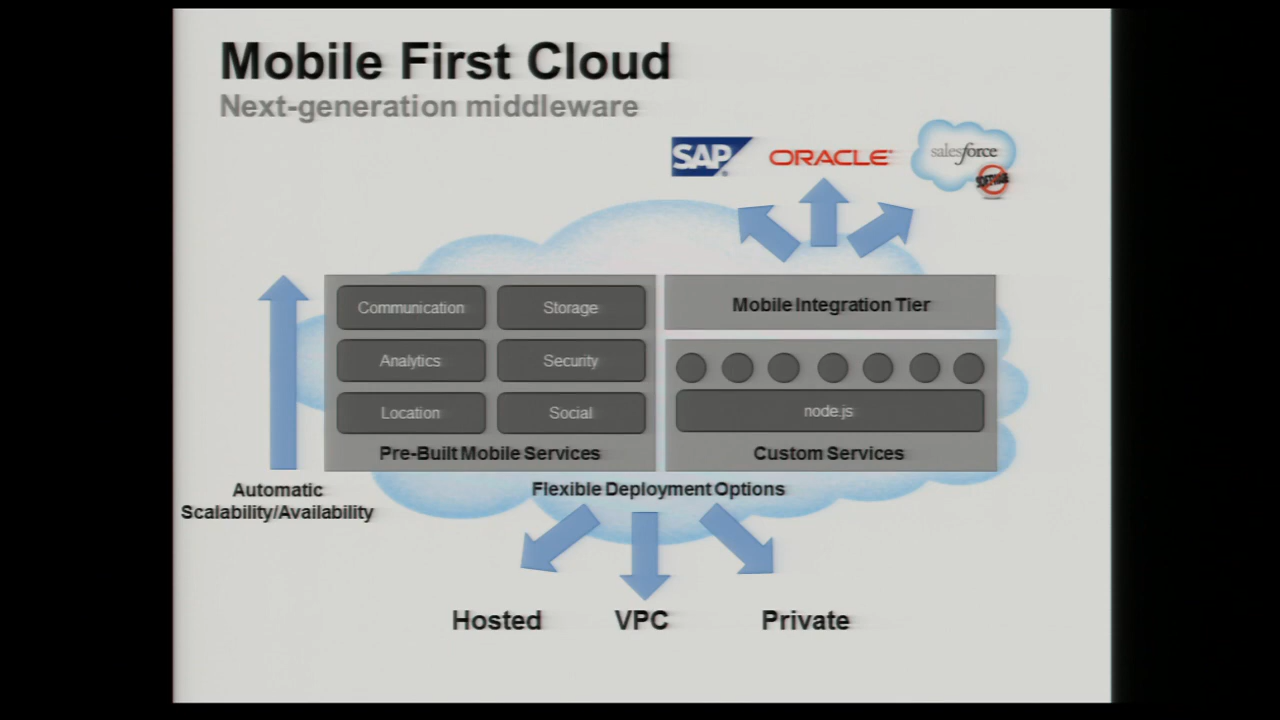 Mobile First Cloud
Next-generation middleware
SAP
ORACLE
salesforce
SOFTWARE
Communication
Storage
Mobile Integration Tier
Analytics
Security
Location
Social
node.js
Pre-Built Mobile Services
Custom Services
Automatic
Scalability/Availability
Flexible Deployment Options
Hosted
VPC
Private